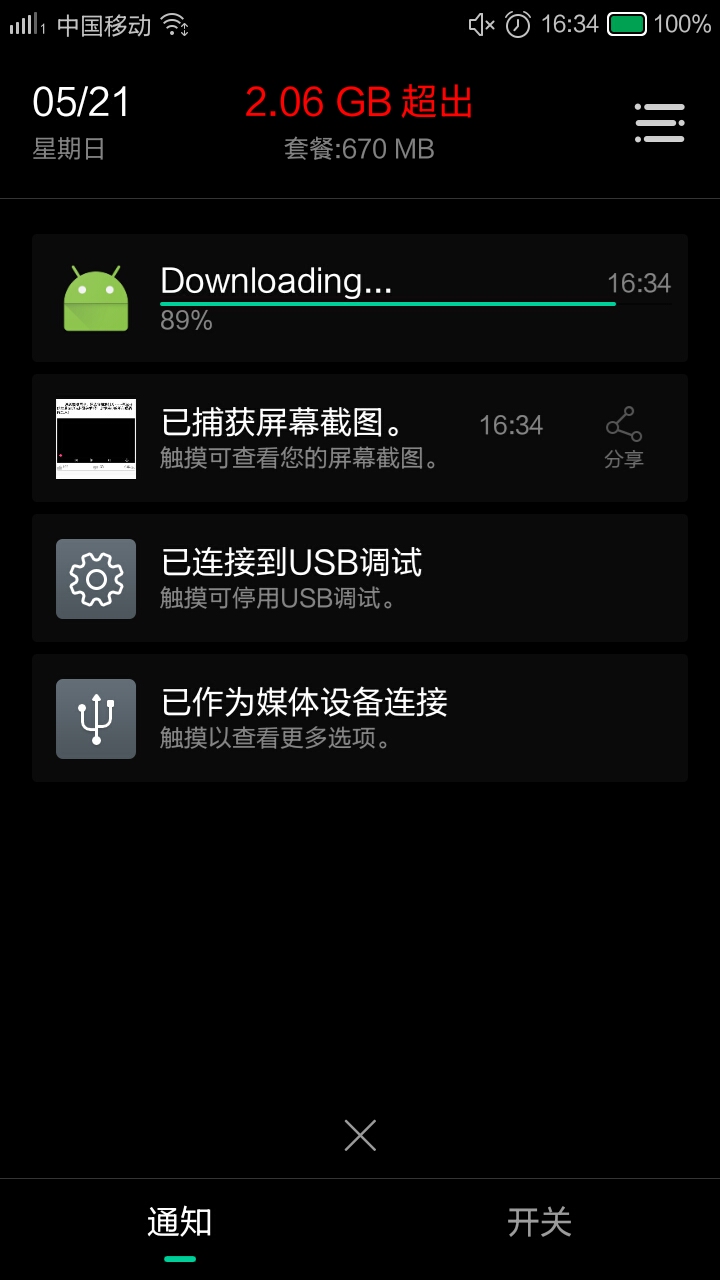 1 中国移动 16:34 100%
05/21
2.06 GB 超出
星期日
套餐:670 MB
Downloading... 16:34
89%
已捕获屏幕截图。 16:34
触摸可查看您的屏幕截图。 分享
已连接到USB调试
触摸可停用USB调试。
已作为媒体设备连接
触摸以查看更多选项。
通知 开关